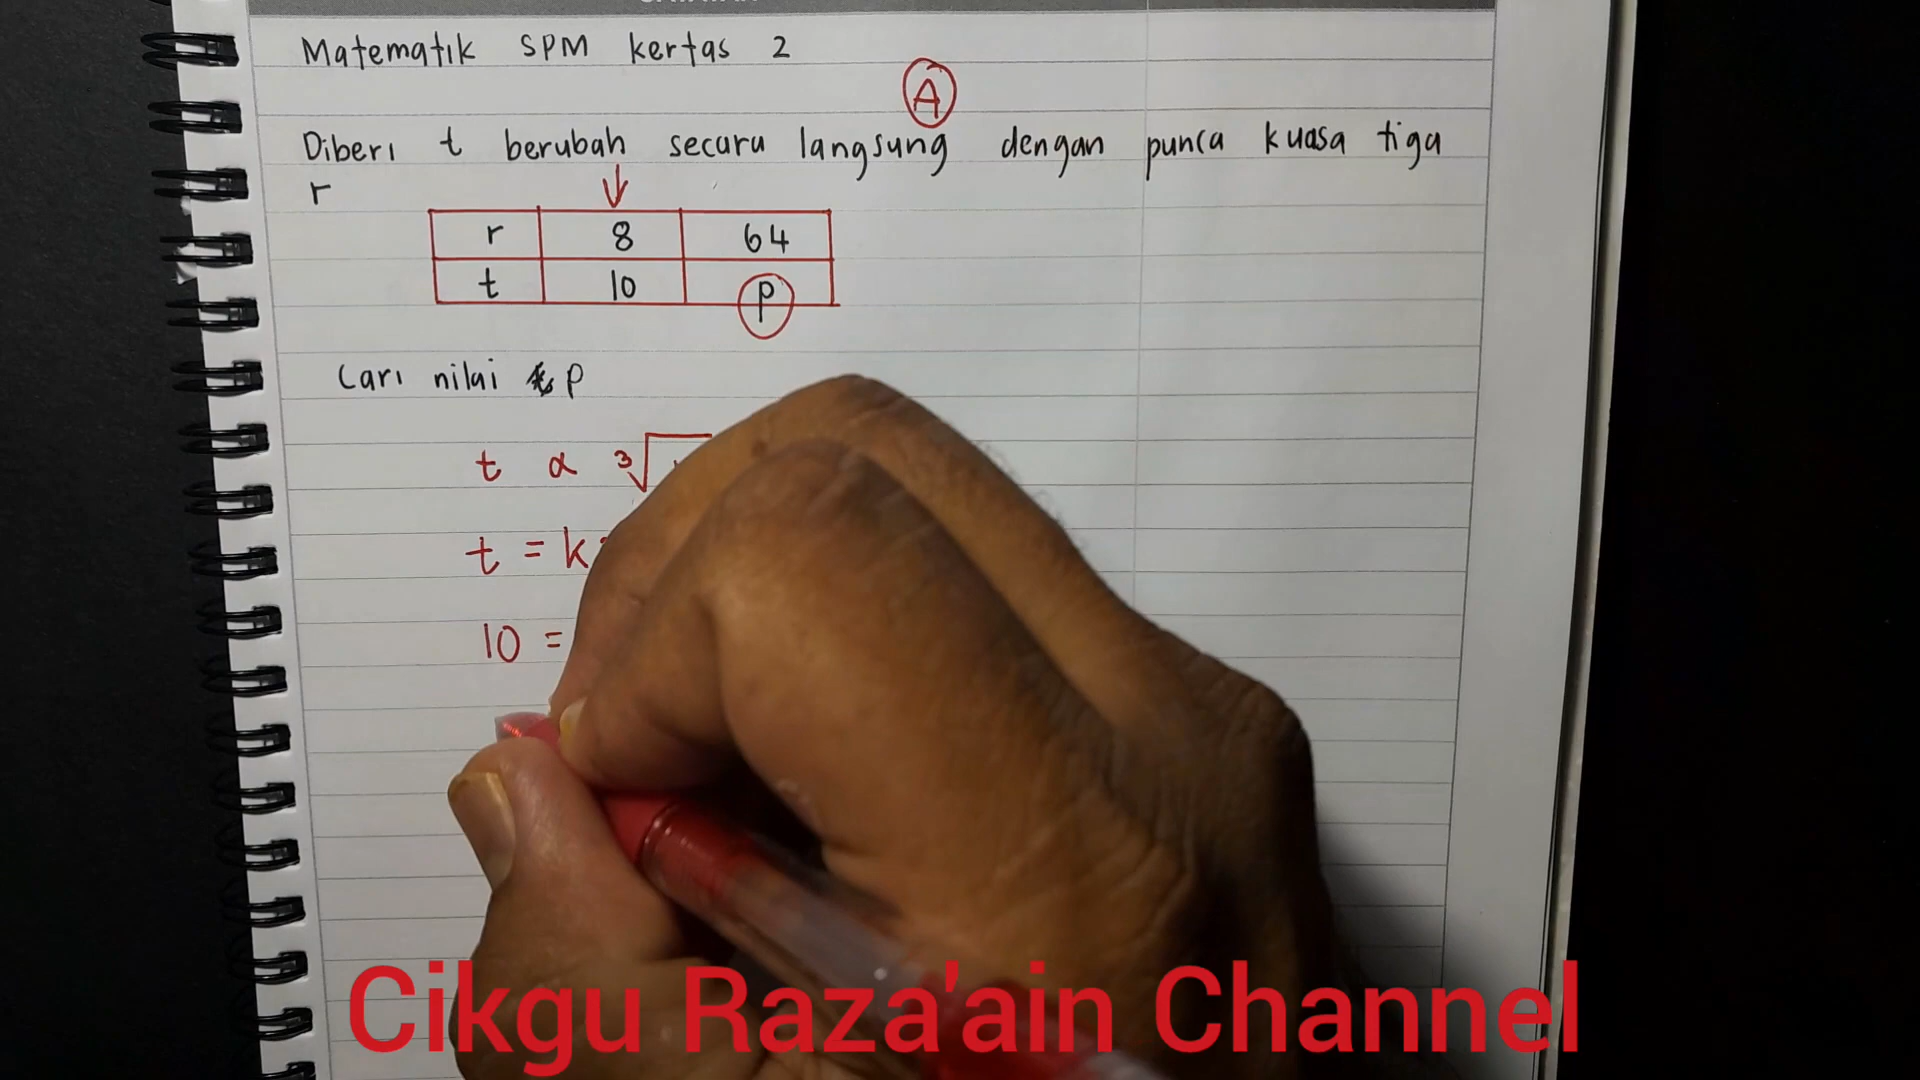 Matematik SPM kertas 2
A
Diberi t berubah secara langsung dengan punca kuasa tiga
r
r 8 64
t 10 p
Cari nilai p
t α ³√
t = k
10 =
Cikgu Raza'ain Channel